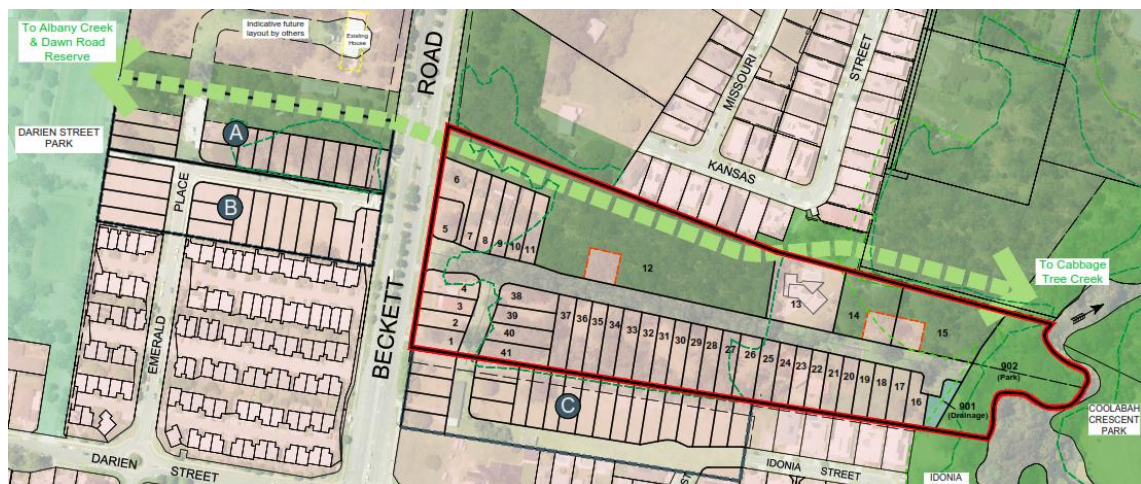 To Albany Creek
& Dawn Road
Reserve
Indicative future
layout by others
Existing
House
ROAD
MISSOURI
STREET
DARIEN STREET
PARK
A
KANSAS
PLACE
B
6
5
7
8
9
10
11
12
To Cabbage
Tree Creek
13
14
15
4
3
2
1
38
39
40
41
37
36
35
34
33
32
31
30
29
28
27
26
25
24
23
22
21
20
19
18
17
16
902
(Park)
901
(Drainage)
EMERALD
BECKETT
C
COOLABAH
CRESCENT
PARK
DARIEN
STREET
IDONIA
STREET
IDONIA